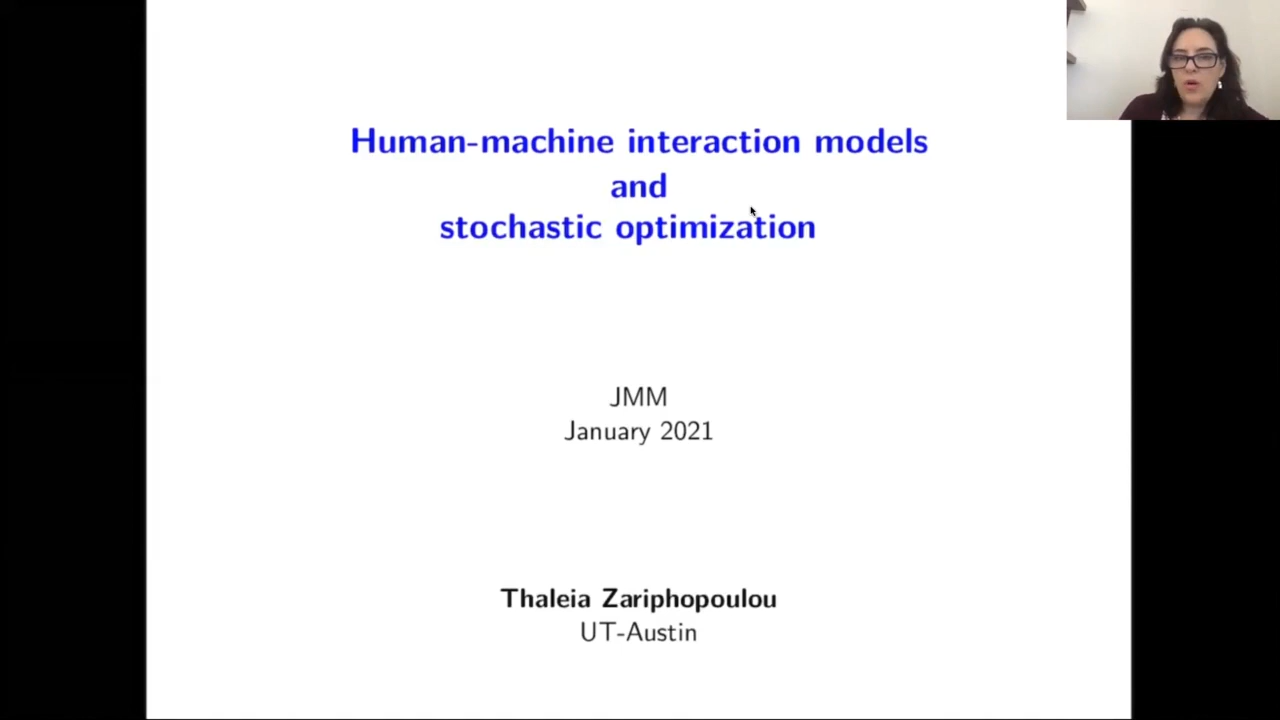 Human-machine interaction models
and
stochastic optimization
JMM
January 2021
Thaleia Zariphopoulou
UT-Austin